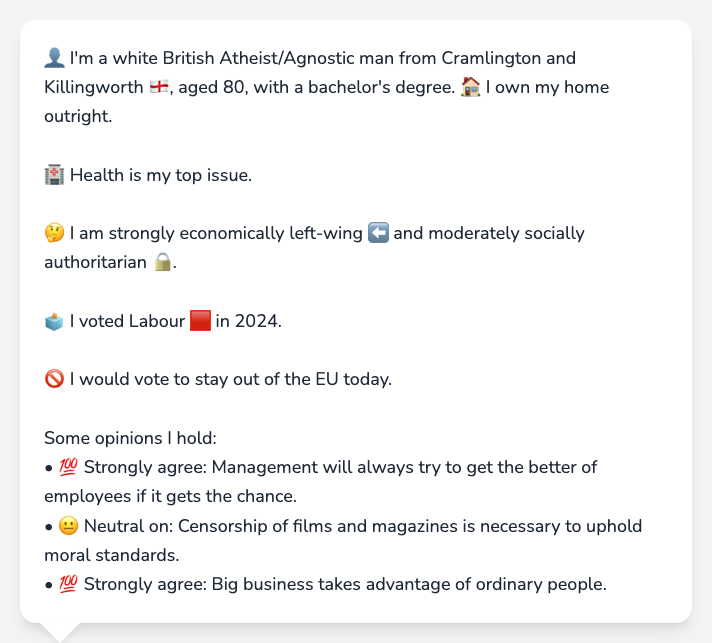 👤 I'm a white British Atheist/Agnostic man from Cramlington and
Killingworth 🏴󠁧󠁢󠁥󠁮󠁧󠁿, aged 80, with a bachelor's degree. 🏠 I own my home
outright.
🏥 Health is my top issue.
🤔 I am strongly economically left-wing ⬅️ and moderately socially
authoritarian 🔒.
🗳️ I voted Labour 🟥 in 2024.
🚫 I would vote to stay out of the EU today.
Some opinions I hold:
• 💯 Strongly agree: Management will always try to get the better of
employees if it gets the chance.
• 😐 Neutral on: Censorship of films and magazines is necessary to uphold
moral standards.
• 💯 Strongly agree: Big business takes advantage of ordinary people.